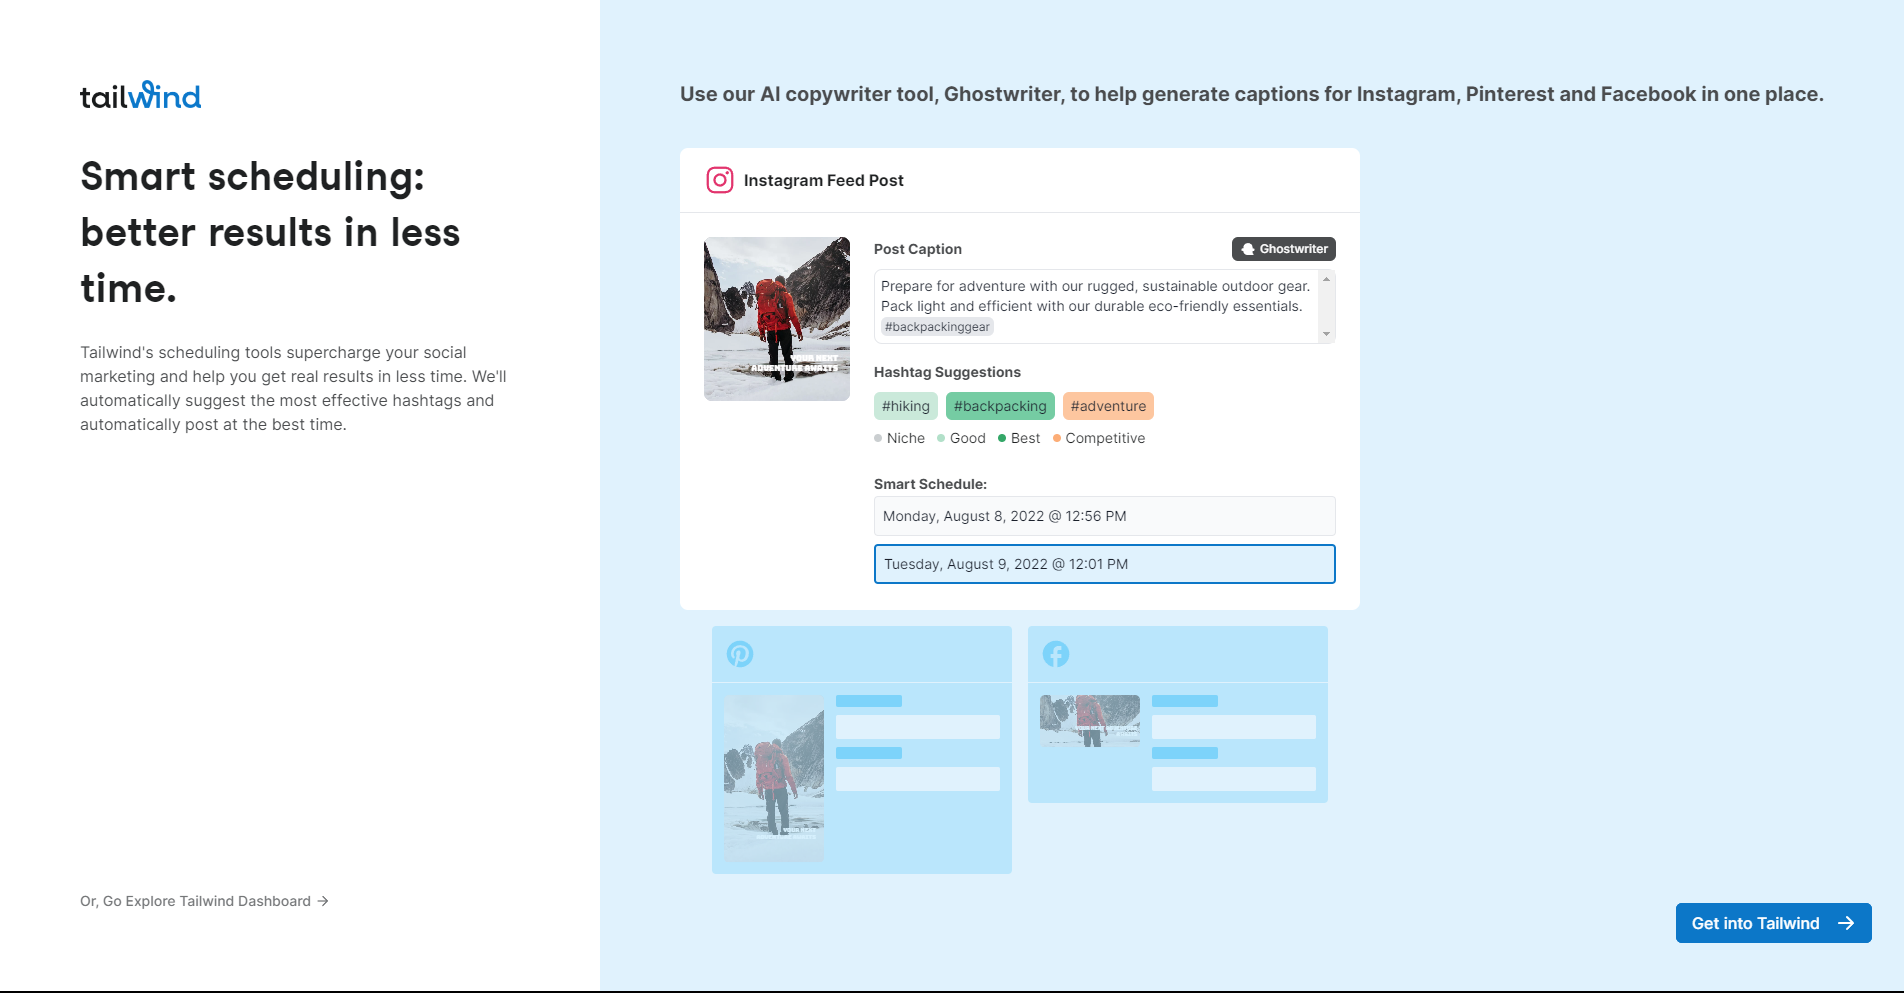 tailwind
Smart scheduling:
better results in less
time.
Tailwind's scheduling tools supercharge your social
marketing and help you get real results in less time. We'll
automatically suggest the most effective hashtags and
automatically post at the best time.
Or, Go Explore Tailwind Dashboard →
Use our AI copywriter tool, Ghostwriter, to help generate captions for Instagram, Pinterest and Facebook in one place.
Instagram Feed Post
YOUR NEXT
ADVENTURE AWAITS
Post Caption
Ghostwriter
Prepare for adventure with our rugged, sustainable outdoor gear.
Pack light and efficient with our durable eco-friendly essentials.
#backpackinggear
Hashtag Suggestions
#hiking #backpacking #adventure
Niche Good Best Competitive
Smart Schedule:
Monday, August 8, 2022 @ 12:56 PM
Tuesday, August 9, 2022 @ 12:01 PM
YOUR NEXT
Get into Tailwind →